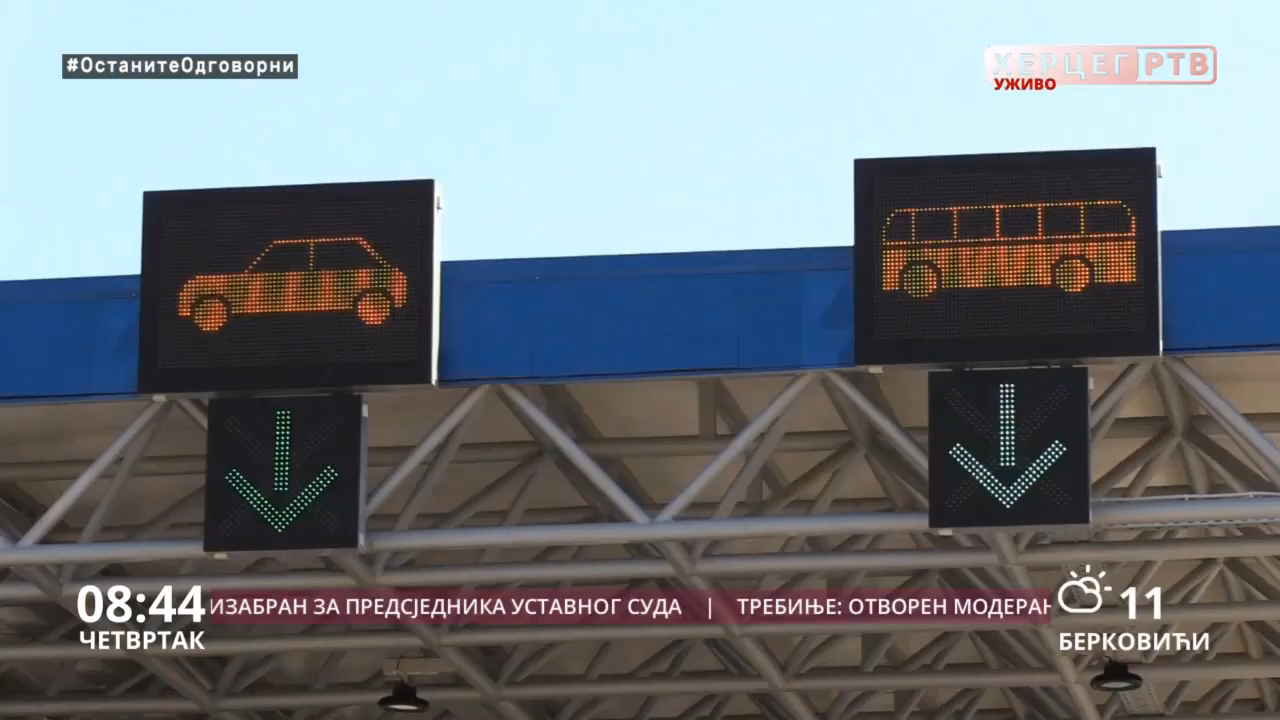 #ОстанитеОдговорни
ХЕРЦЕГ РТВ
УЖИВО
08:44
ЧЕТВРТАК
ИЗАБРАН ЗА ПРЕДСЈЕДНИКА УСТАВНОГ СУДА | ТРЕБИЊЕ: ОТВОРЕН МОДЕРАН
11
БЕРКОВИЋИ